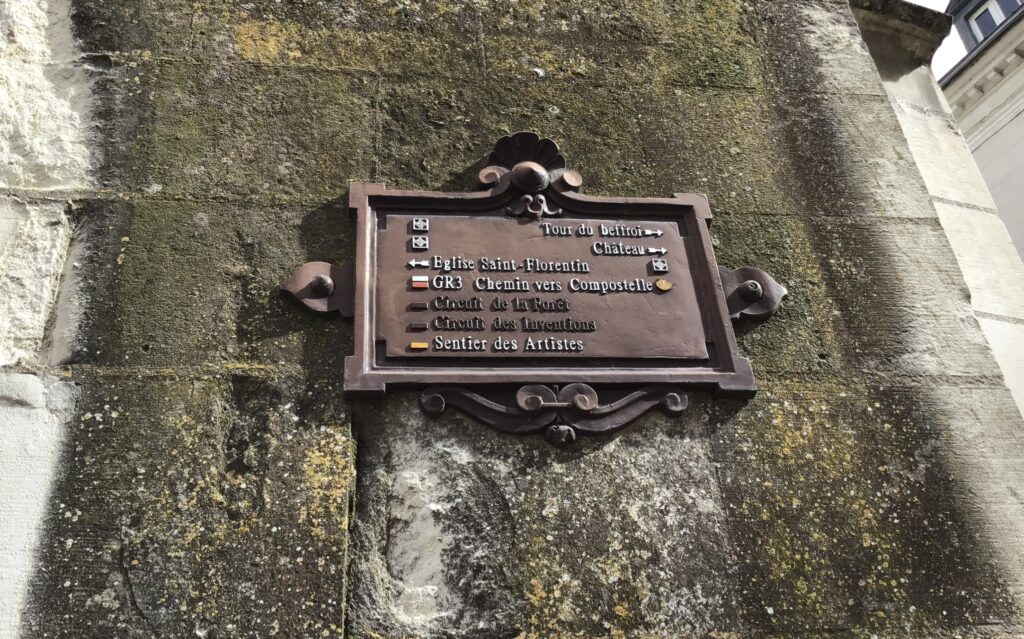 Tour du beffroi
Château
Eglise Saint-Florentin
GR3 Chemin vers Compostelle
Circuit de la Forêt
Circuit des Inventions
Sentier des Artistes